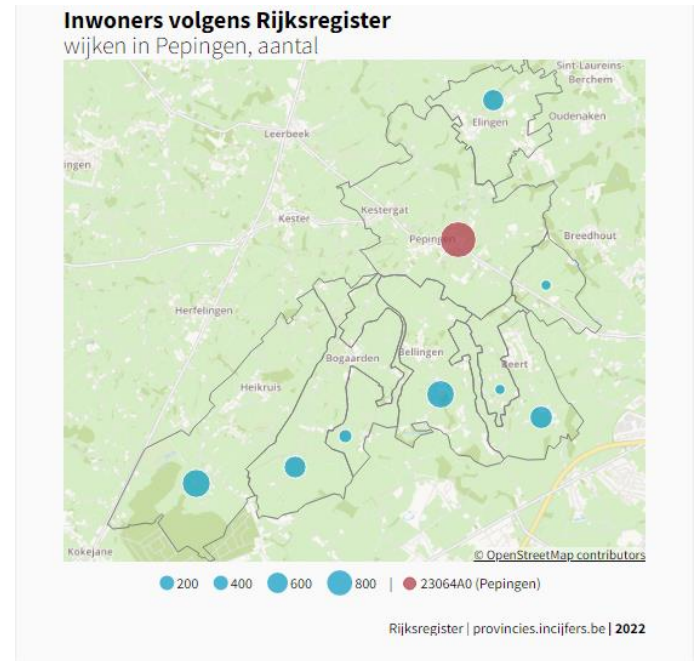 Inwoners volgens Rijksregister
wijken in Pepingen, aantal
Sint-Laureins-
Berchem
Elingen
Oudenaken
Leerbeek
ingen
Kestergat
Kester
Pepingen
Breedhout
Herfelingen
Bogaarden
Bellingen
Beert
Heikruis
Kokejane
© OpenStreetMap contributors
200 400 600 800 | 23064A0 (Pepingen)
Rijksregister | provincies.incijfers.be | 2022